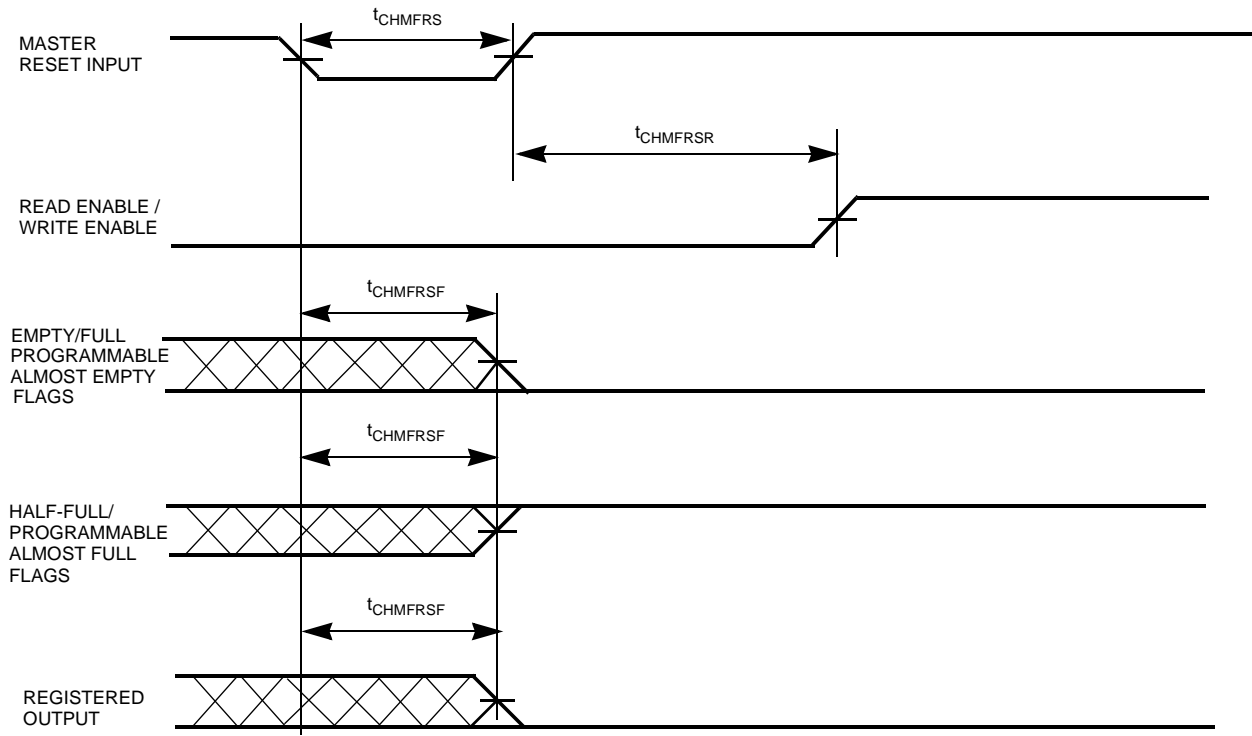 tCHMFRS
MASTER
RESET INPUT
tCHMFRSR
READ ENABLE /
WRITE ENABLE
tCHMFRSF
EMPTY/FULL
PROGRAMMABLE
ALMOST EMPTY
FLAGS
tCHMFRSF
HALF-FULL/
PROGRAMMABLE
ALMOST FULL
FLAGS
tCHMFRSF
REGISTERED
OUTPUT